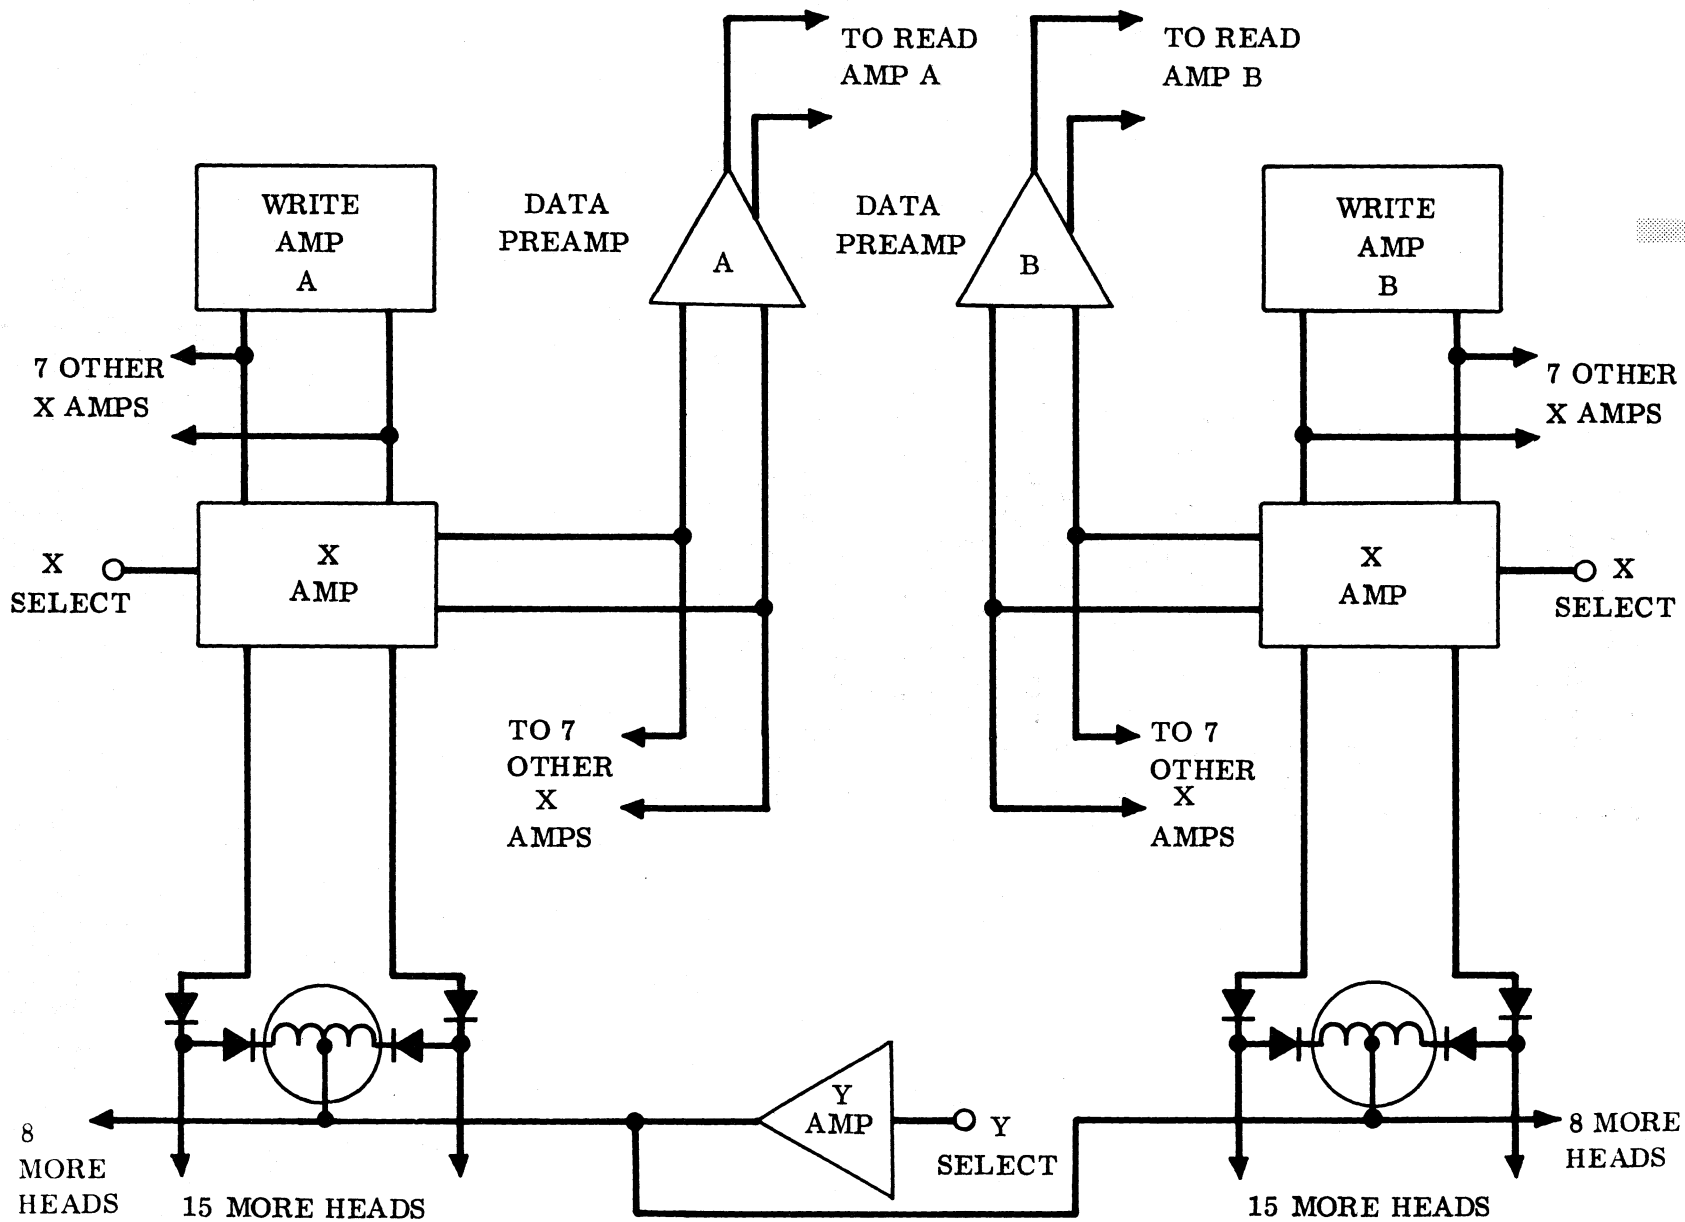 TO READ
AMP A
TO READ
AMP B
WRITE
AMP
A
DATA
PREAMP
A
DATA
PREAMP
B
WRITE
AMP
B
7 OTHER
X AMPS
7 OTHER
X AMPS
X
SELECT
X
AMP
X
AMP
X
SELECT
TO 7
OTHER
X
AMPS
TO 7
OTHER
X
AMPS
8
MORE
HEADS
15 MORE HEADS
Y
AMP
Y
SELECT
8 MORE
HEADS
15 MORE HEADS